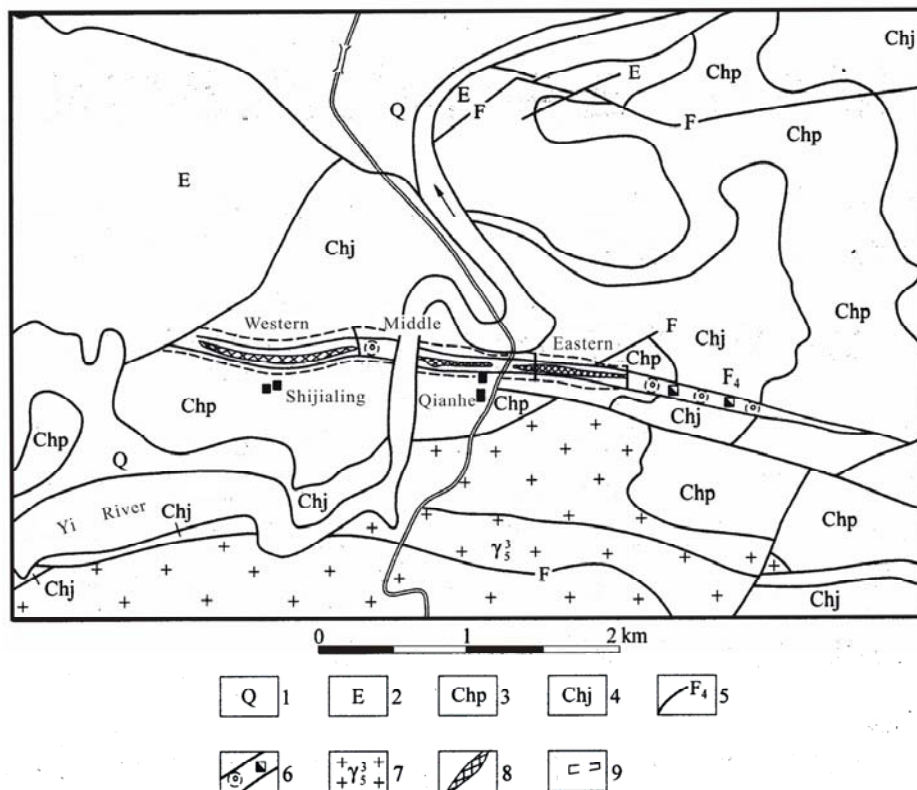 Chj
E
Chp
Q
E
F
F
Chp
E
Chj
Western
Middle
Eastern
F
Chj
Chp
Chp
F4
Shijialing
Qianhe
Chp
Chj
Chp
Chp
Q
Chj
Chp
Chp
Yi River
Chj
γ₅³
F
Chj
Chj
0 1 2 km
Q 1 E 2 Chp 3 Chj 4 F4 5
6 γ₅³ 7 8 9